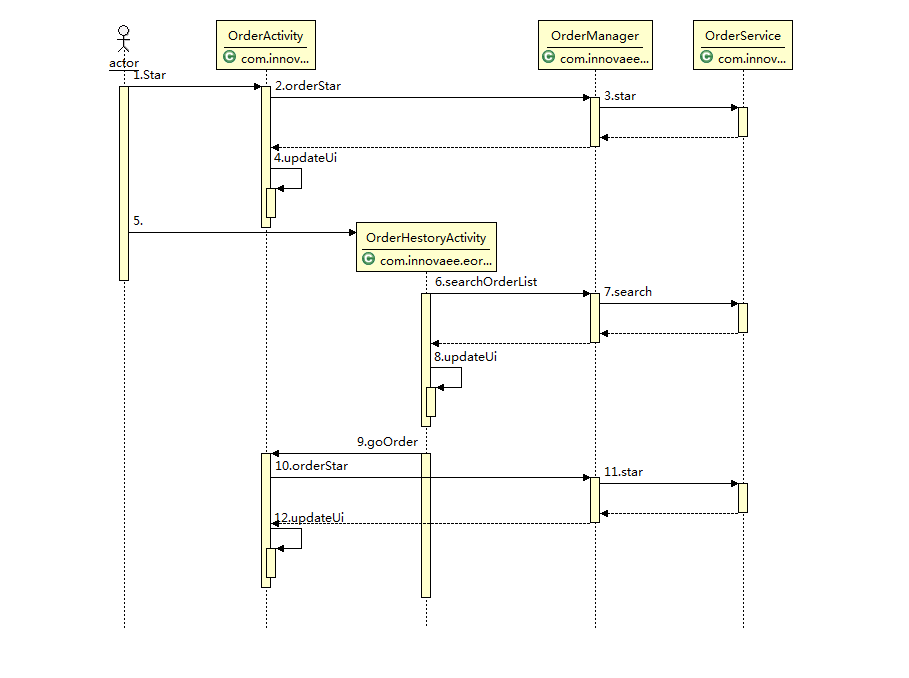 actor
OrderActivity
com.innov...
OrderManager
com.innovaee...
OrderService
com.innov...
1.Star
2.orderStar
3.star
4.updateUi
5.
OrderHestoryActivity
com.innovaee.eor...
6.searchOrderList
7.search
8.updateUi
9.goOrder
10.orderStar
11.star
12.updateUi